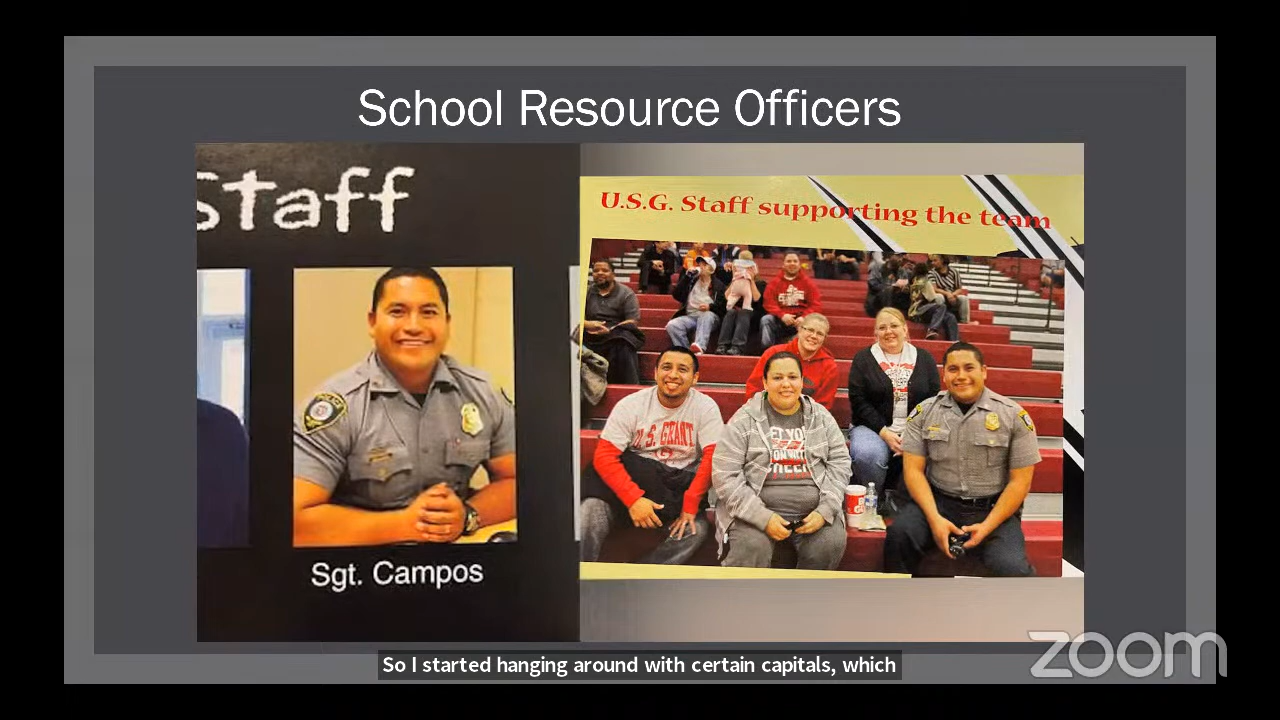 School Resource Officers
Staff
U.S.G. Staff supporting the team
U.S. GRANT
Sgt. Campos
So I started hanging around with certain capitals, which
zoom